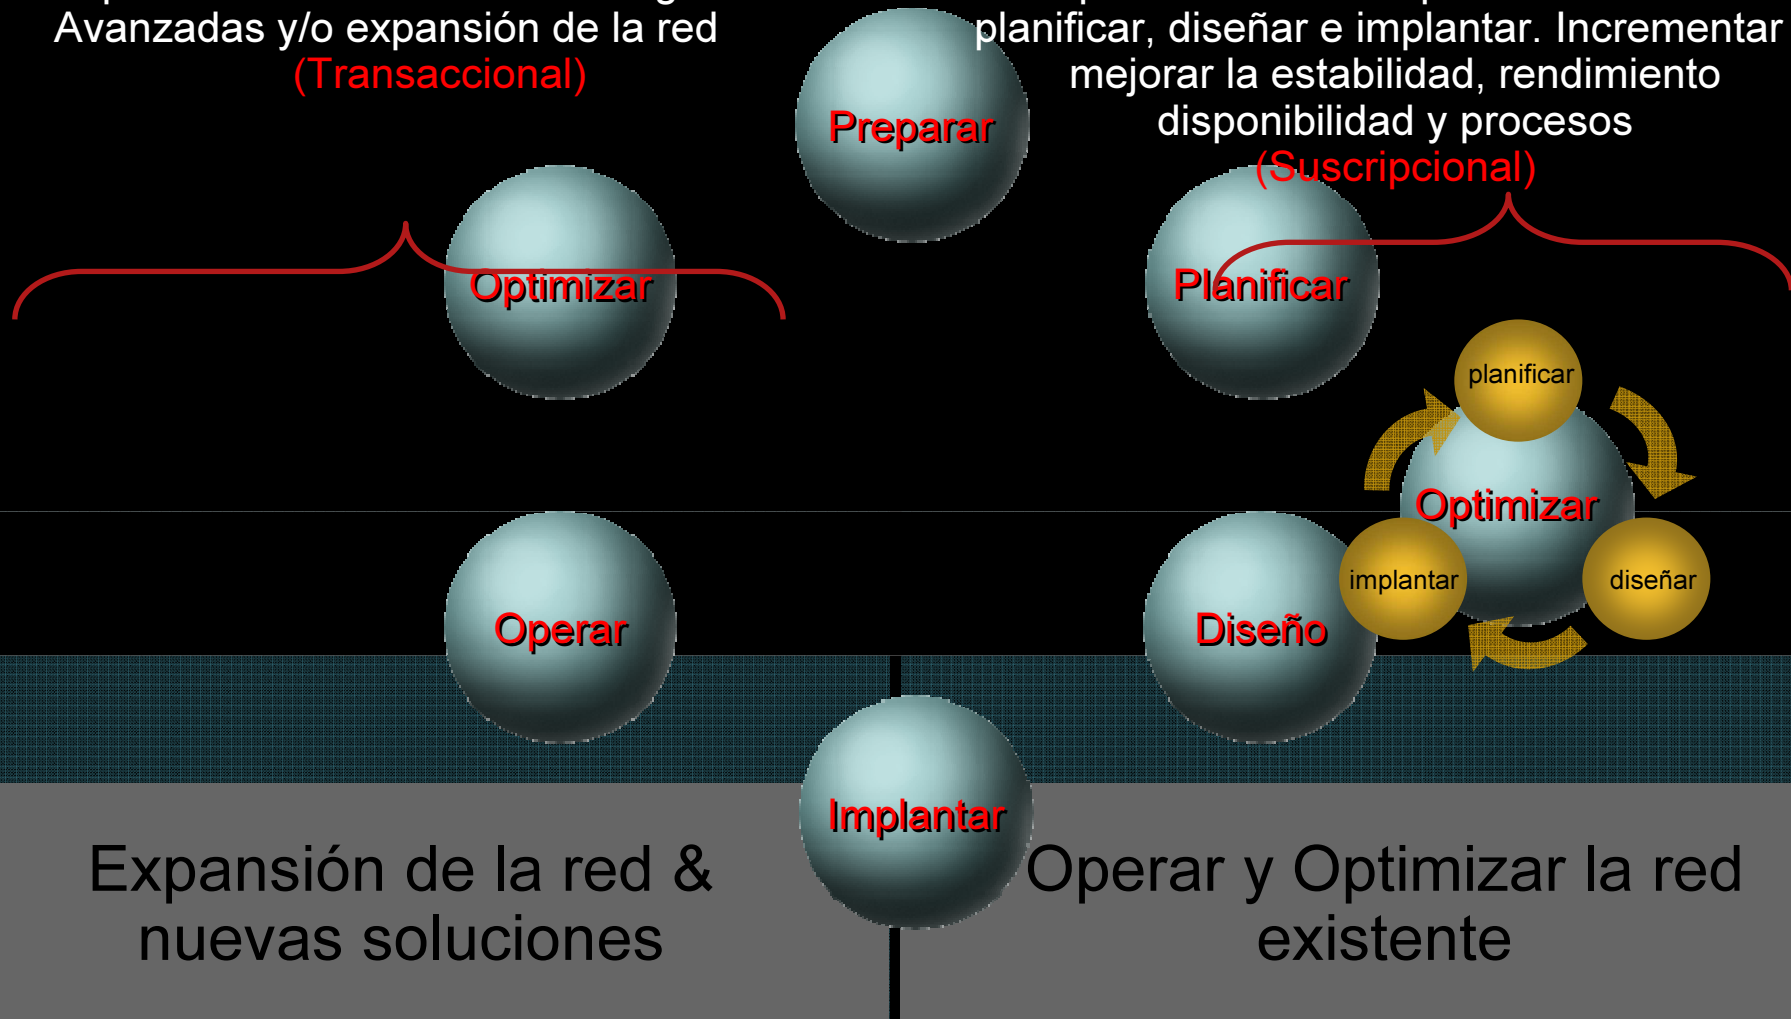 Avanzadas y/o expansión de la red
(Transaccional)
planificar, diseñar e implantar. Incrementar
mejorar la estabilidad, rendimiento
disponibilidad y procesos
(Suscripcional)
Preparar
Optimizar
Planificar
planificar
Optimizar
implantar
diseñar
Operar
Diseño
Implantar
Expansión de la red &
nuevas soluciones
Operar y Optimizar la red
existente